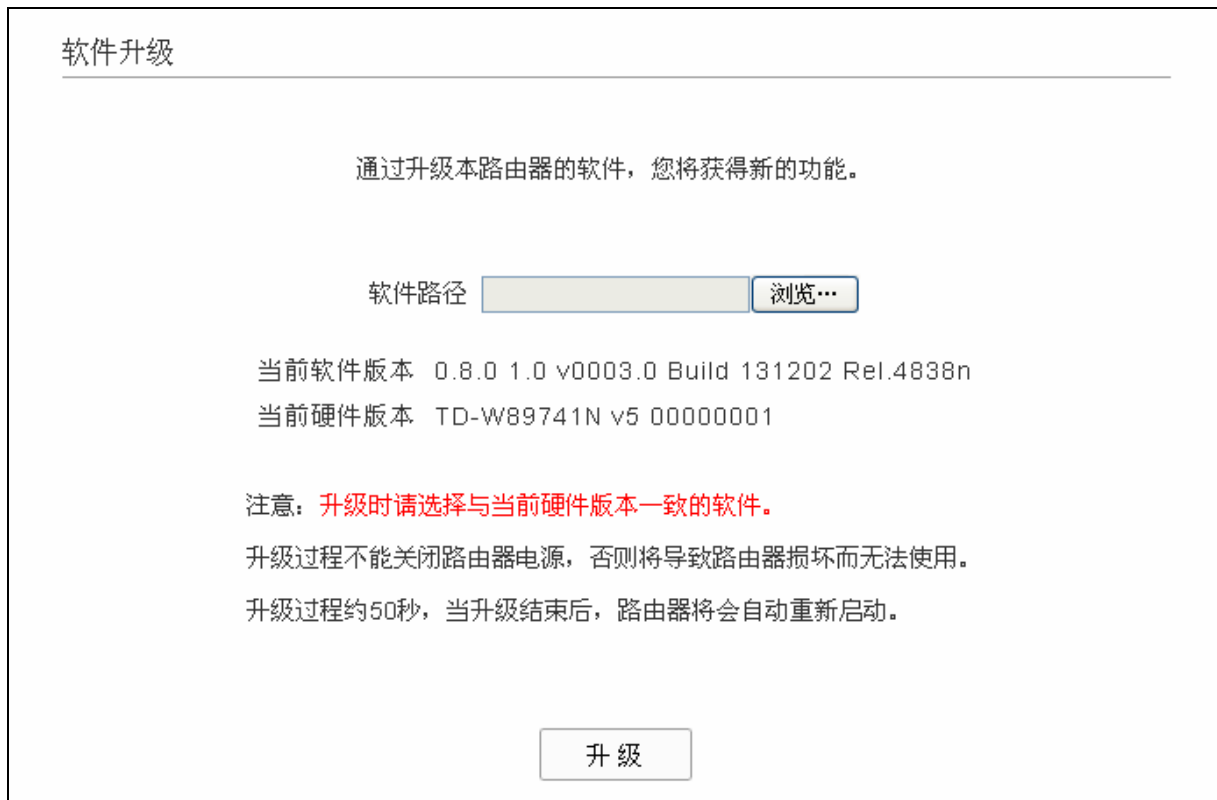 软件升级
通过升级本路由器的软件，您将获得新的功能。
软件路径 浏览…
当前软件版本 0.8.0 1.0 v0003.0 Build 131202 Rel.4838n
当前硬件版本 TD-W89741N v5 00000001
注意：升级时请选择与当前硬件版本一致的软件。
升级过程不能关闭路由器电源，否则将导致路由器损坏而无法使用。
升级过程约50秒，当升级结束后，路由器将会自动重新启动。
升 级